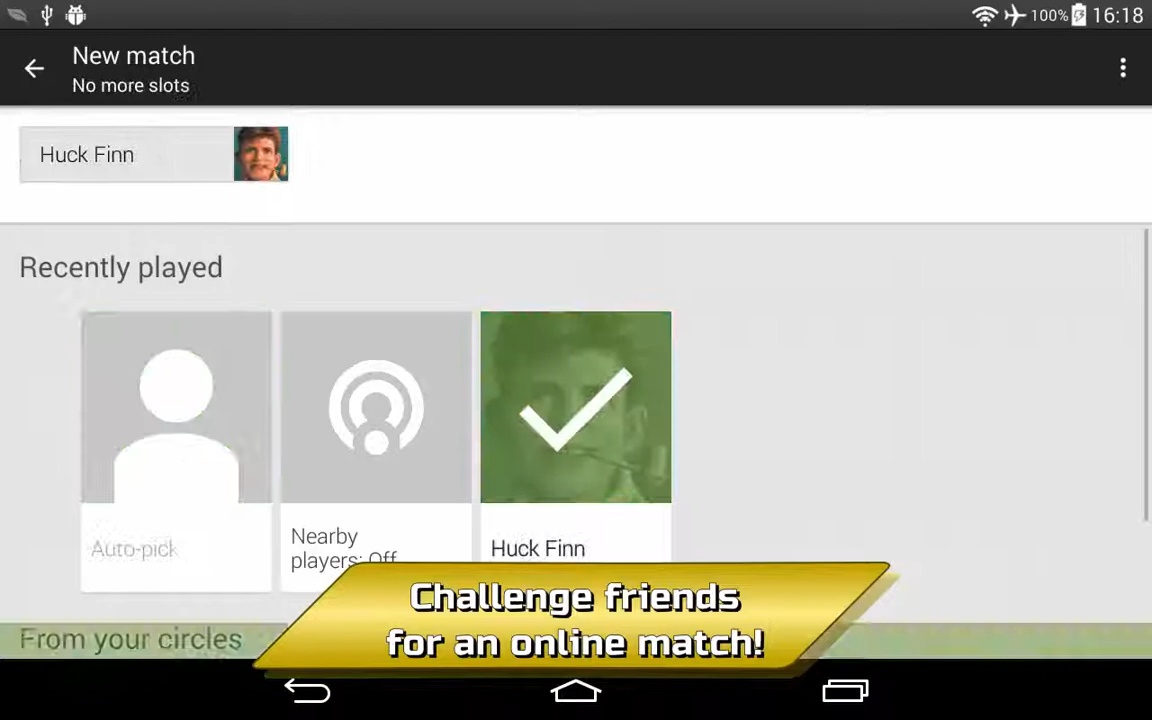 100% 16:18
New match
No more slots
Huck Finn
Recently played
Auto-pick
Nearby
players: Off
Huck Finn
Challenge friends
for an online match!
From your circles